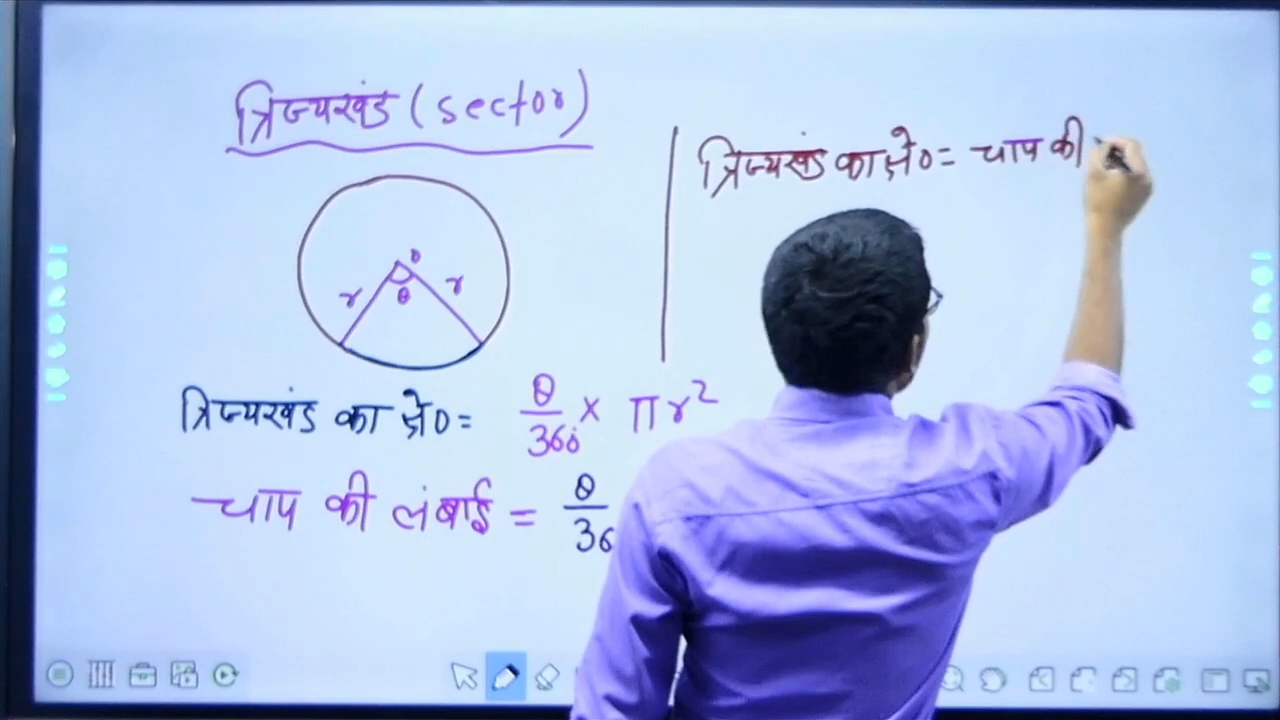 त्रिज्यखंड (sector)
O
r
θ
r
त्रिज्यखंड का क्षे० = θ/360 × πr²
चाप की लंबाई = θ/36
त्रिज्यखंड का क्षे० = चाप की